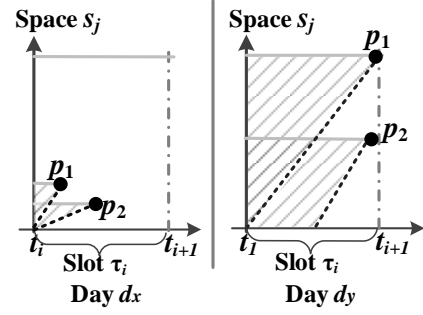 Space sj
p1
p2
ti
ti+1
Slot τi
Day dx
Space sj
p1
p2
t1
ti+1
Slot τi
Day dy